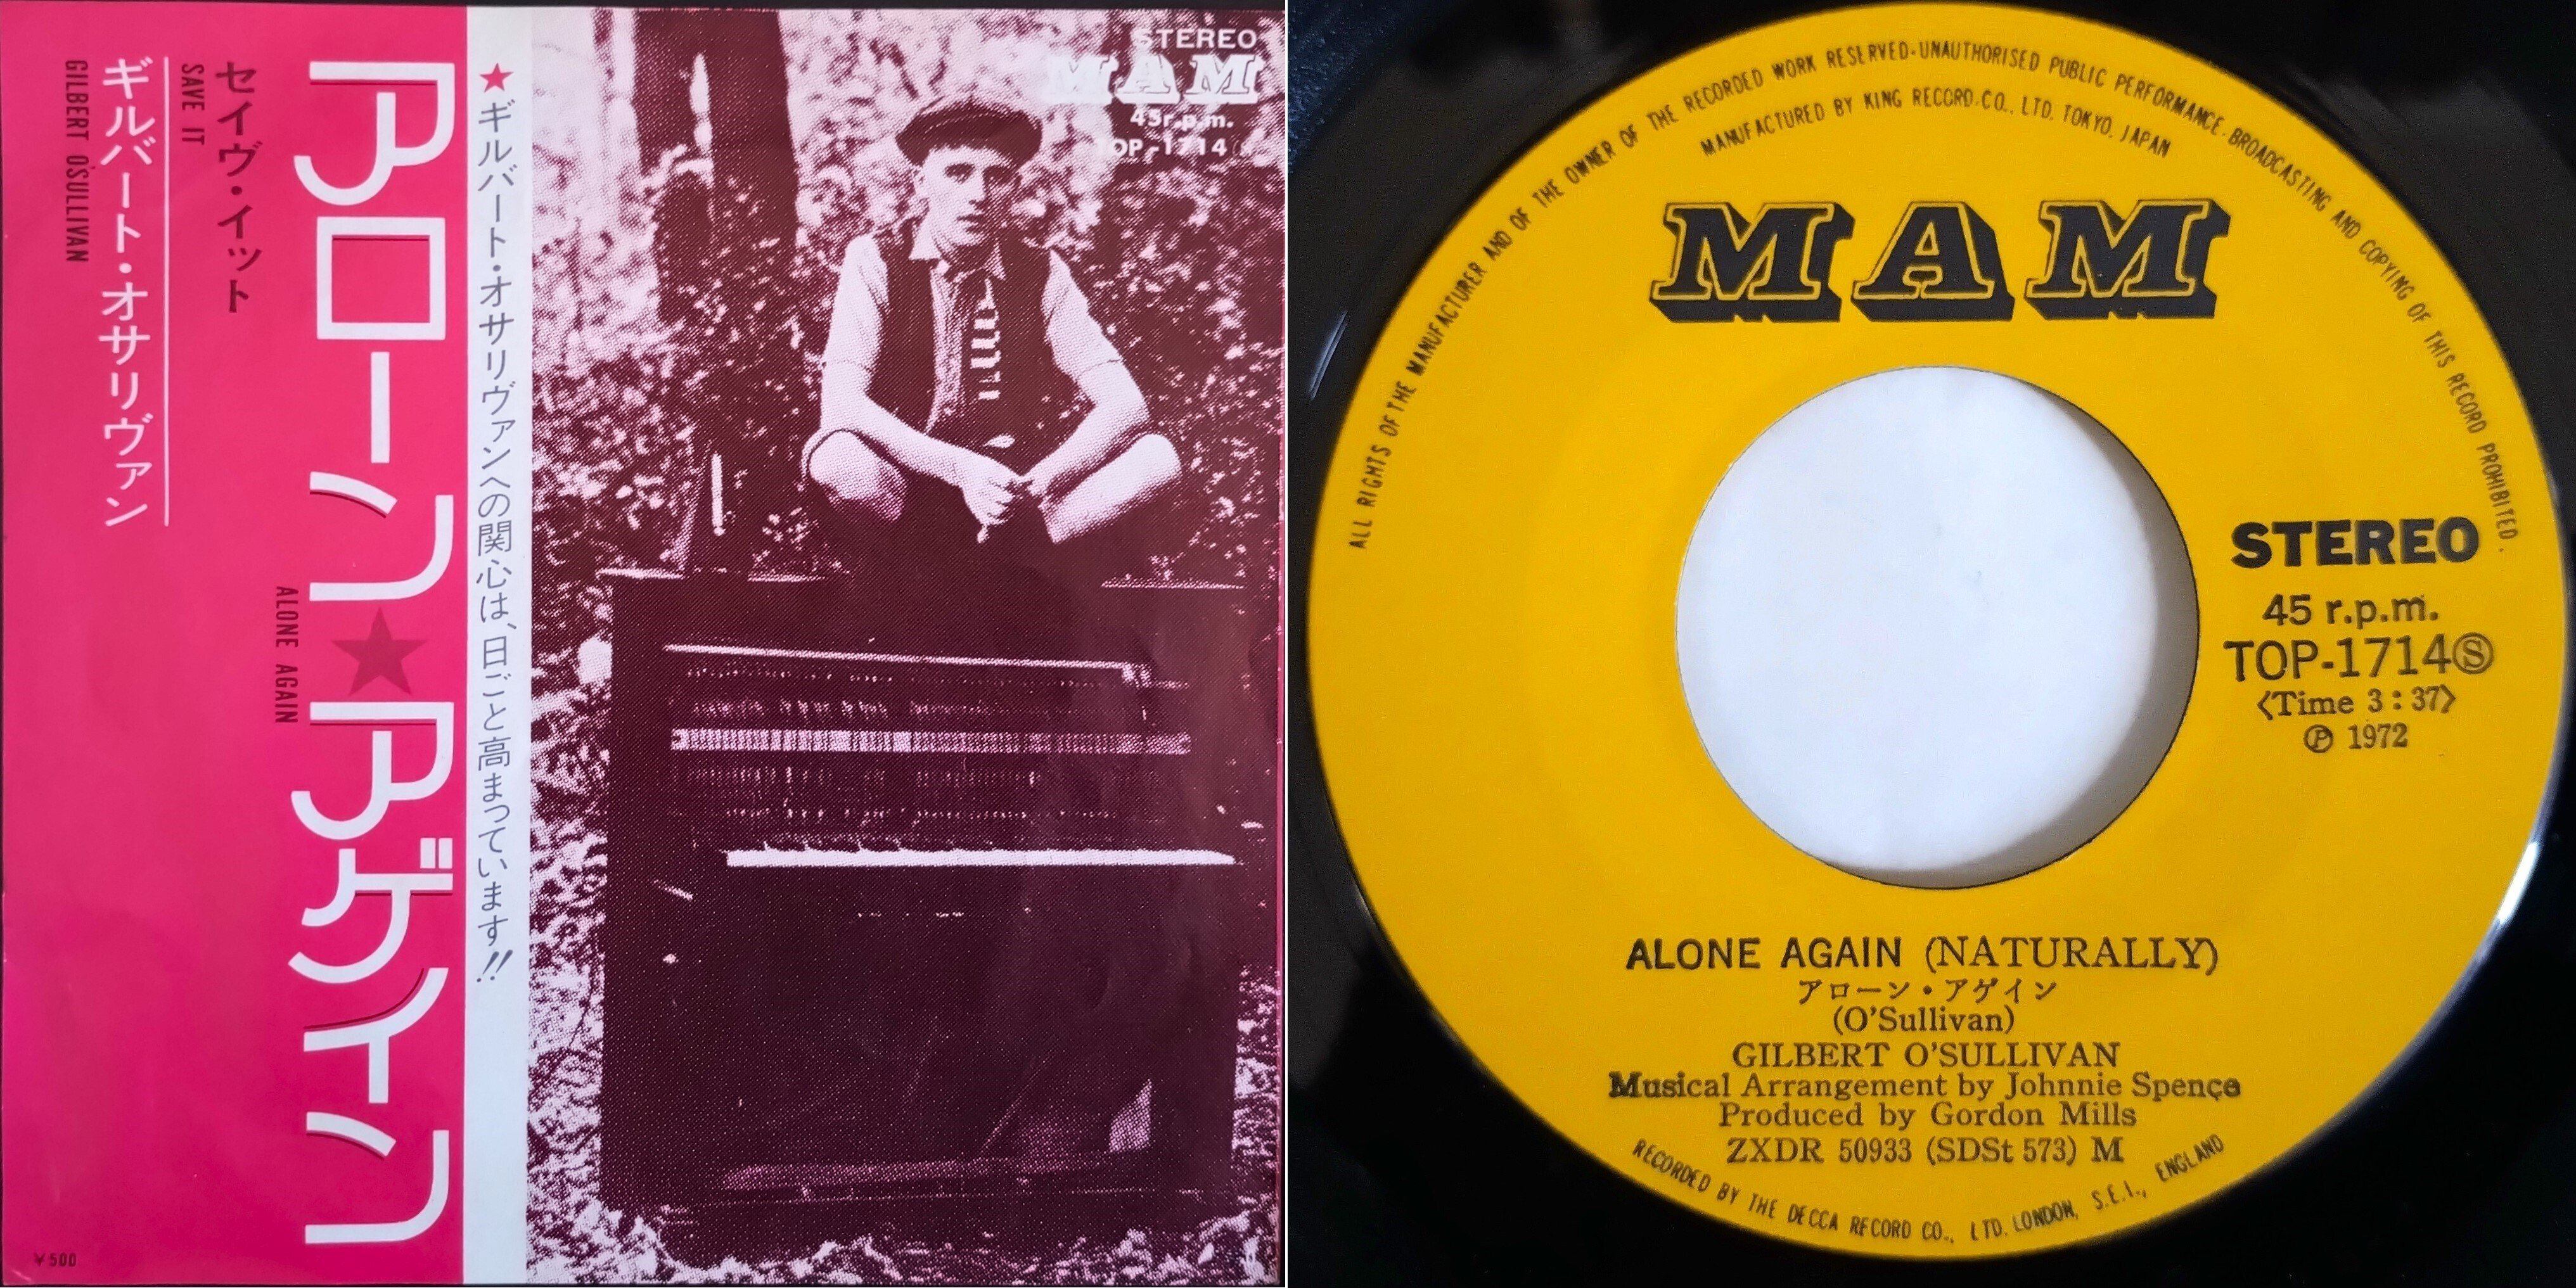 アローン★アゲイン
ALONE AGAIN
セイヴ・イット
SAVE IT
ギルバート・オサリヴァン
GILBERT O'SULLIVAN
¥500
★ギルバート・オサリヴァンへの関心は、日ごと高まっています!!
STEREO
MAM
45r.p.m.
TOP-1714
ALL RIGHTS OF THE MANUFACTURER AND OF THE OWNER OF THE RECORDED WORK RESERVED-UNAUTHORISED PUBLIC PERFORMANCE. BROADCASTING AND COPYING OF THIS RECORD PROHIBITED.
MANUFACTURED BY KING RECORD.CO., LTD. TOKYO. JAPAN
MAM
STEREO
45 r.p.m.
TOP-1714Ⓢ
〈Time 3:37〉
Ⓟ 1972
ALONE AGAIN (NATURALLY)
アローン・アゲイン
(O'Sullivan)
GILBERT O'SULLIVAN
Musical Arrangement by Johnnie Spence
Produced by Gordon Mills
ZXDR 50933 (SDSt 573) M
RECORDED BY THE DECCA RECORD CO., LTD. LONDON, S.E.I., ENGLAND